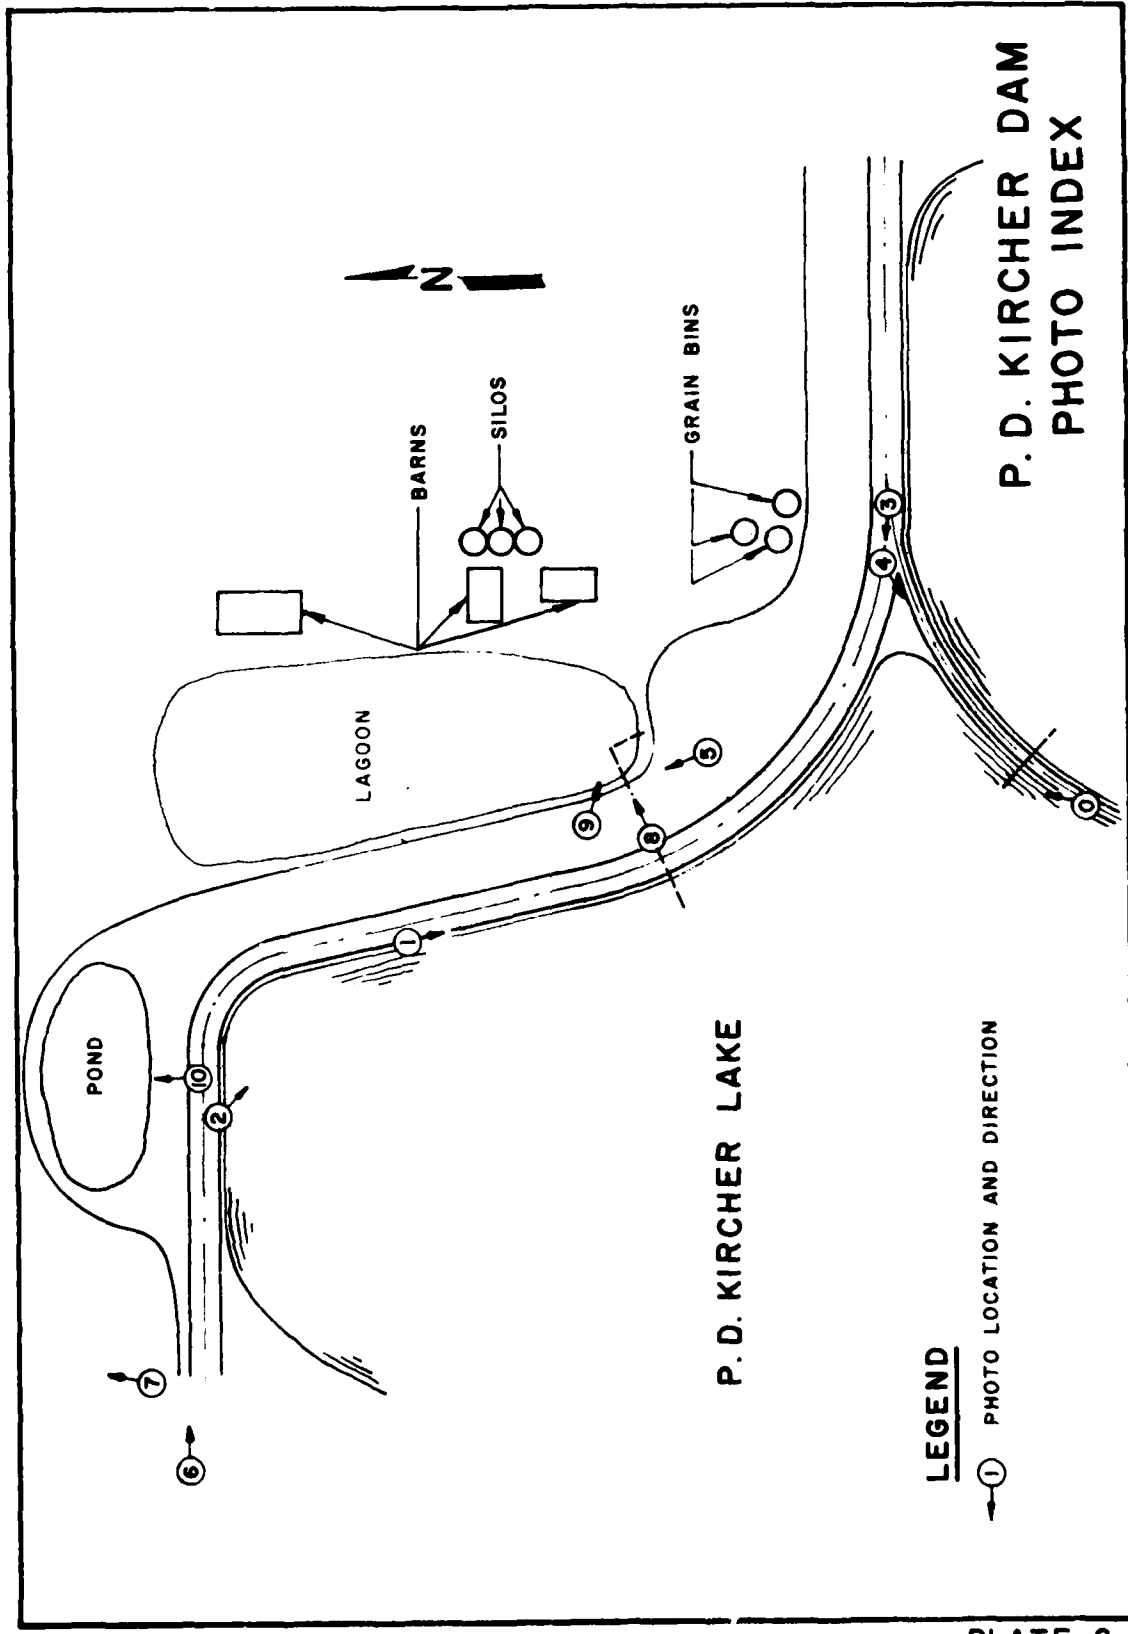 P. D. KIRCHER DAM
PHOTO INDEX
N
BARNS
SILOS
GRAIN BINS
LAGOON
POND
P. D. KIRCHER LAKE
1
2
3
4
5
6
7
8
9
10
0
LEGEND
1 PHOTO LOCATION AND DIRECTION
PLATE